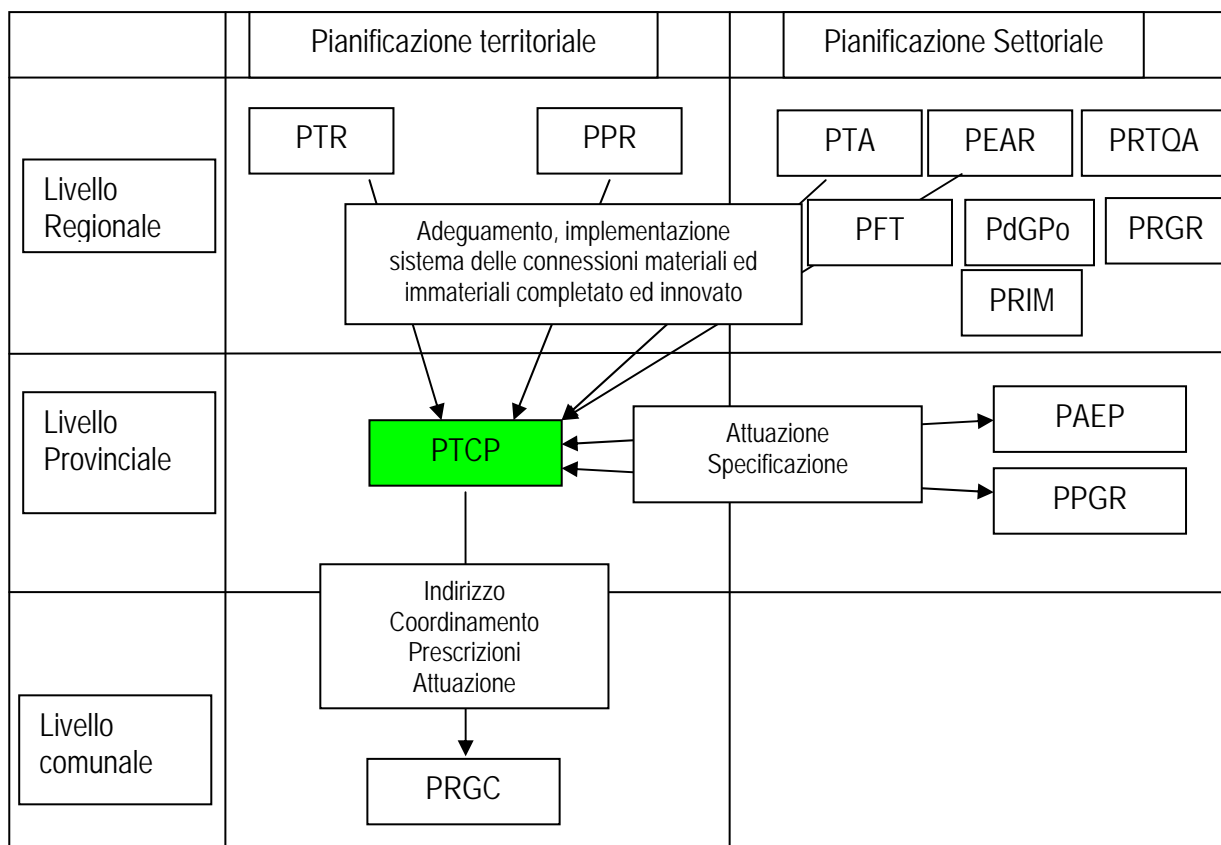 Pianificazione territoriale
Pianificazione Settoriale
Livello
Regionale
PTR
PPR
PTA
PEAR
PRTQA
PFT
PdGPo
PRGR
PRIM
Adeguamento, implementazione
sistema delle connessioni materiali ed
immateriali completato ed innovato
Livello
Provinciale
PTCP
Attuazione
Specificazione
PAEP
PPGR
Indirizzo
Coordinamento
Prescrizioni
Attuazione
Livello
comunale
PRGC